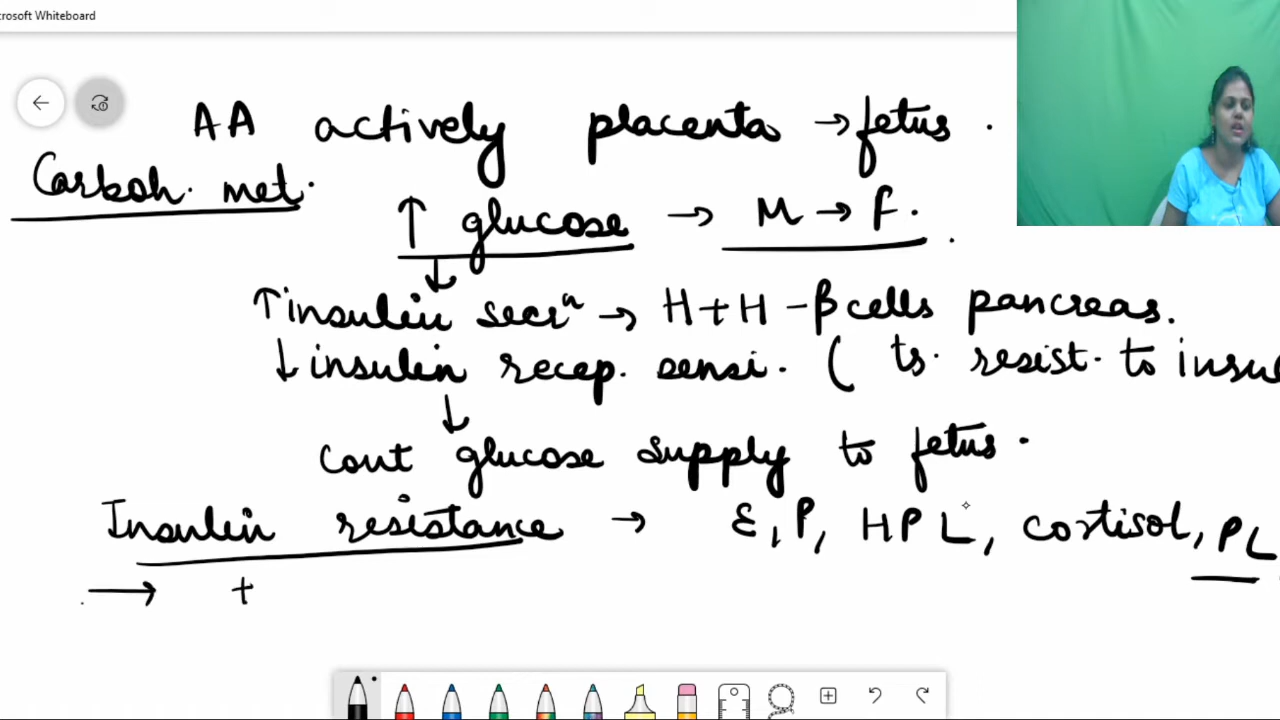 crosoft Whiteboard
AA actively placenta → fetus.
Carboh. met.
↑ glucose → M → F.
↓
↑ insulin secrⁿ → H+H - β cells pancreas.
↓ insulin recep. sensi. ( ts. resist. to insu
↓
cont glucose supply to fetus.
Insulin resistance → E, P, HPL, cortisol, PL
→ +